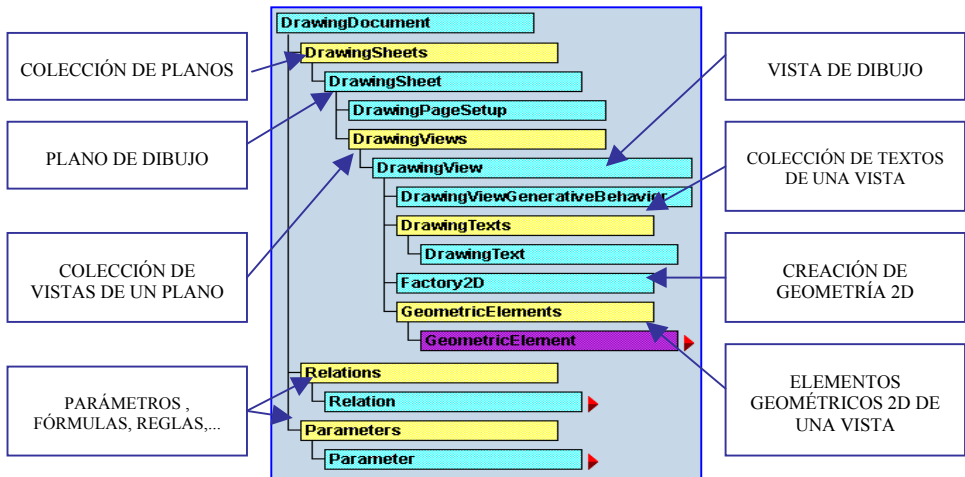 DrawingDocument
DrawingSheets
DrawingSheet
DrawingPageSetup
DrawingViews
DrawingView
DrawingViewGenerativeBehavior
DrawingTexts
DrawingText
Factory2D
GeometricElements
GeometricElement
Relations
Relation
Parameters
Parameter
COLECCIÓN DE PLANOS
PLANO DE DIBUJO
COLECCIÓN DE
VISTAS DE UN PLANO
PARÁMETROS ,
FÓRMULAS, REGLAS,...
VISTA DE DIBUJO
COLECCIÓN DE TEXTOS
DE UNA VISTA
CREACIÓN DE
GEOMETRÍA 2D
ELEMENTOS
GEOMÉTRICOS 2D DE
UNA VISTA